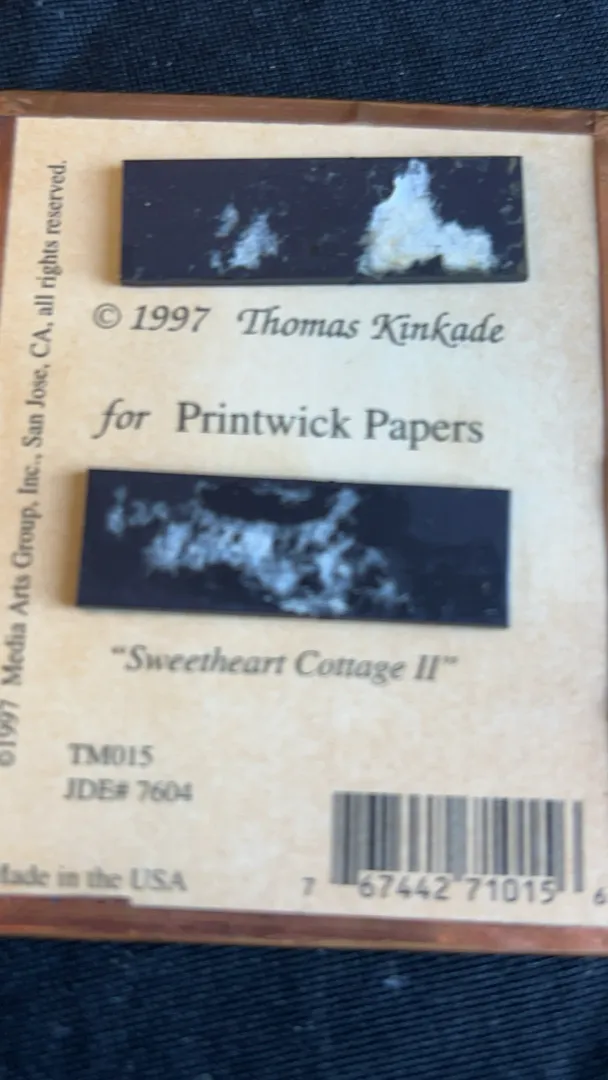 © 1997 Thomas Kinkade
for Printwick Papers
"Sweetheart Cottage II"
TM015
JDE# 7604
Made in the USA
7 67442 71015 6
©1997 Media Arts Group, Inc., San Jose, CA, all rights reserved.